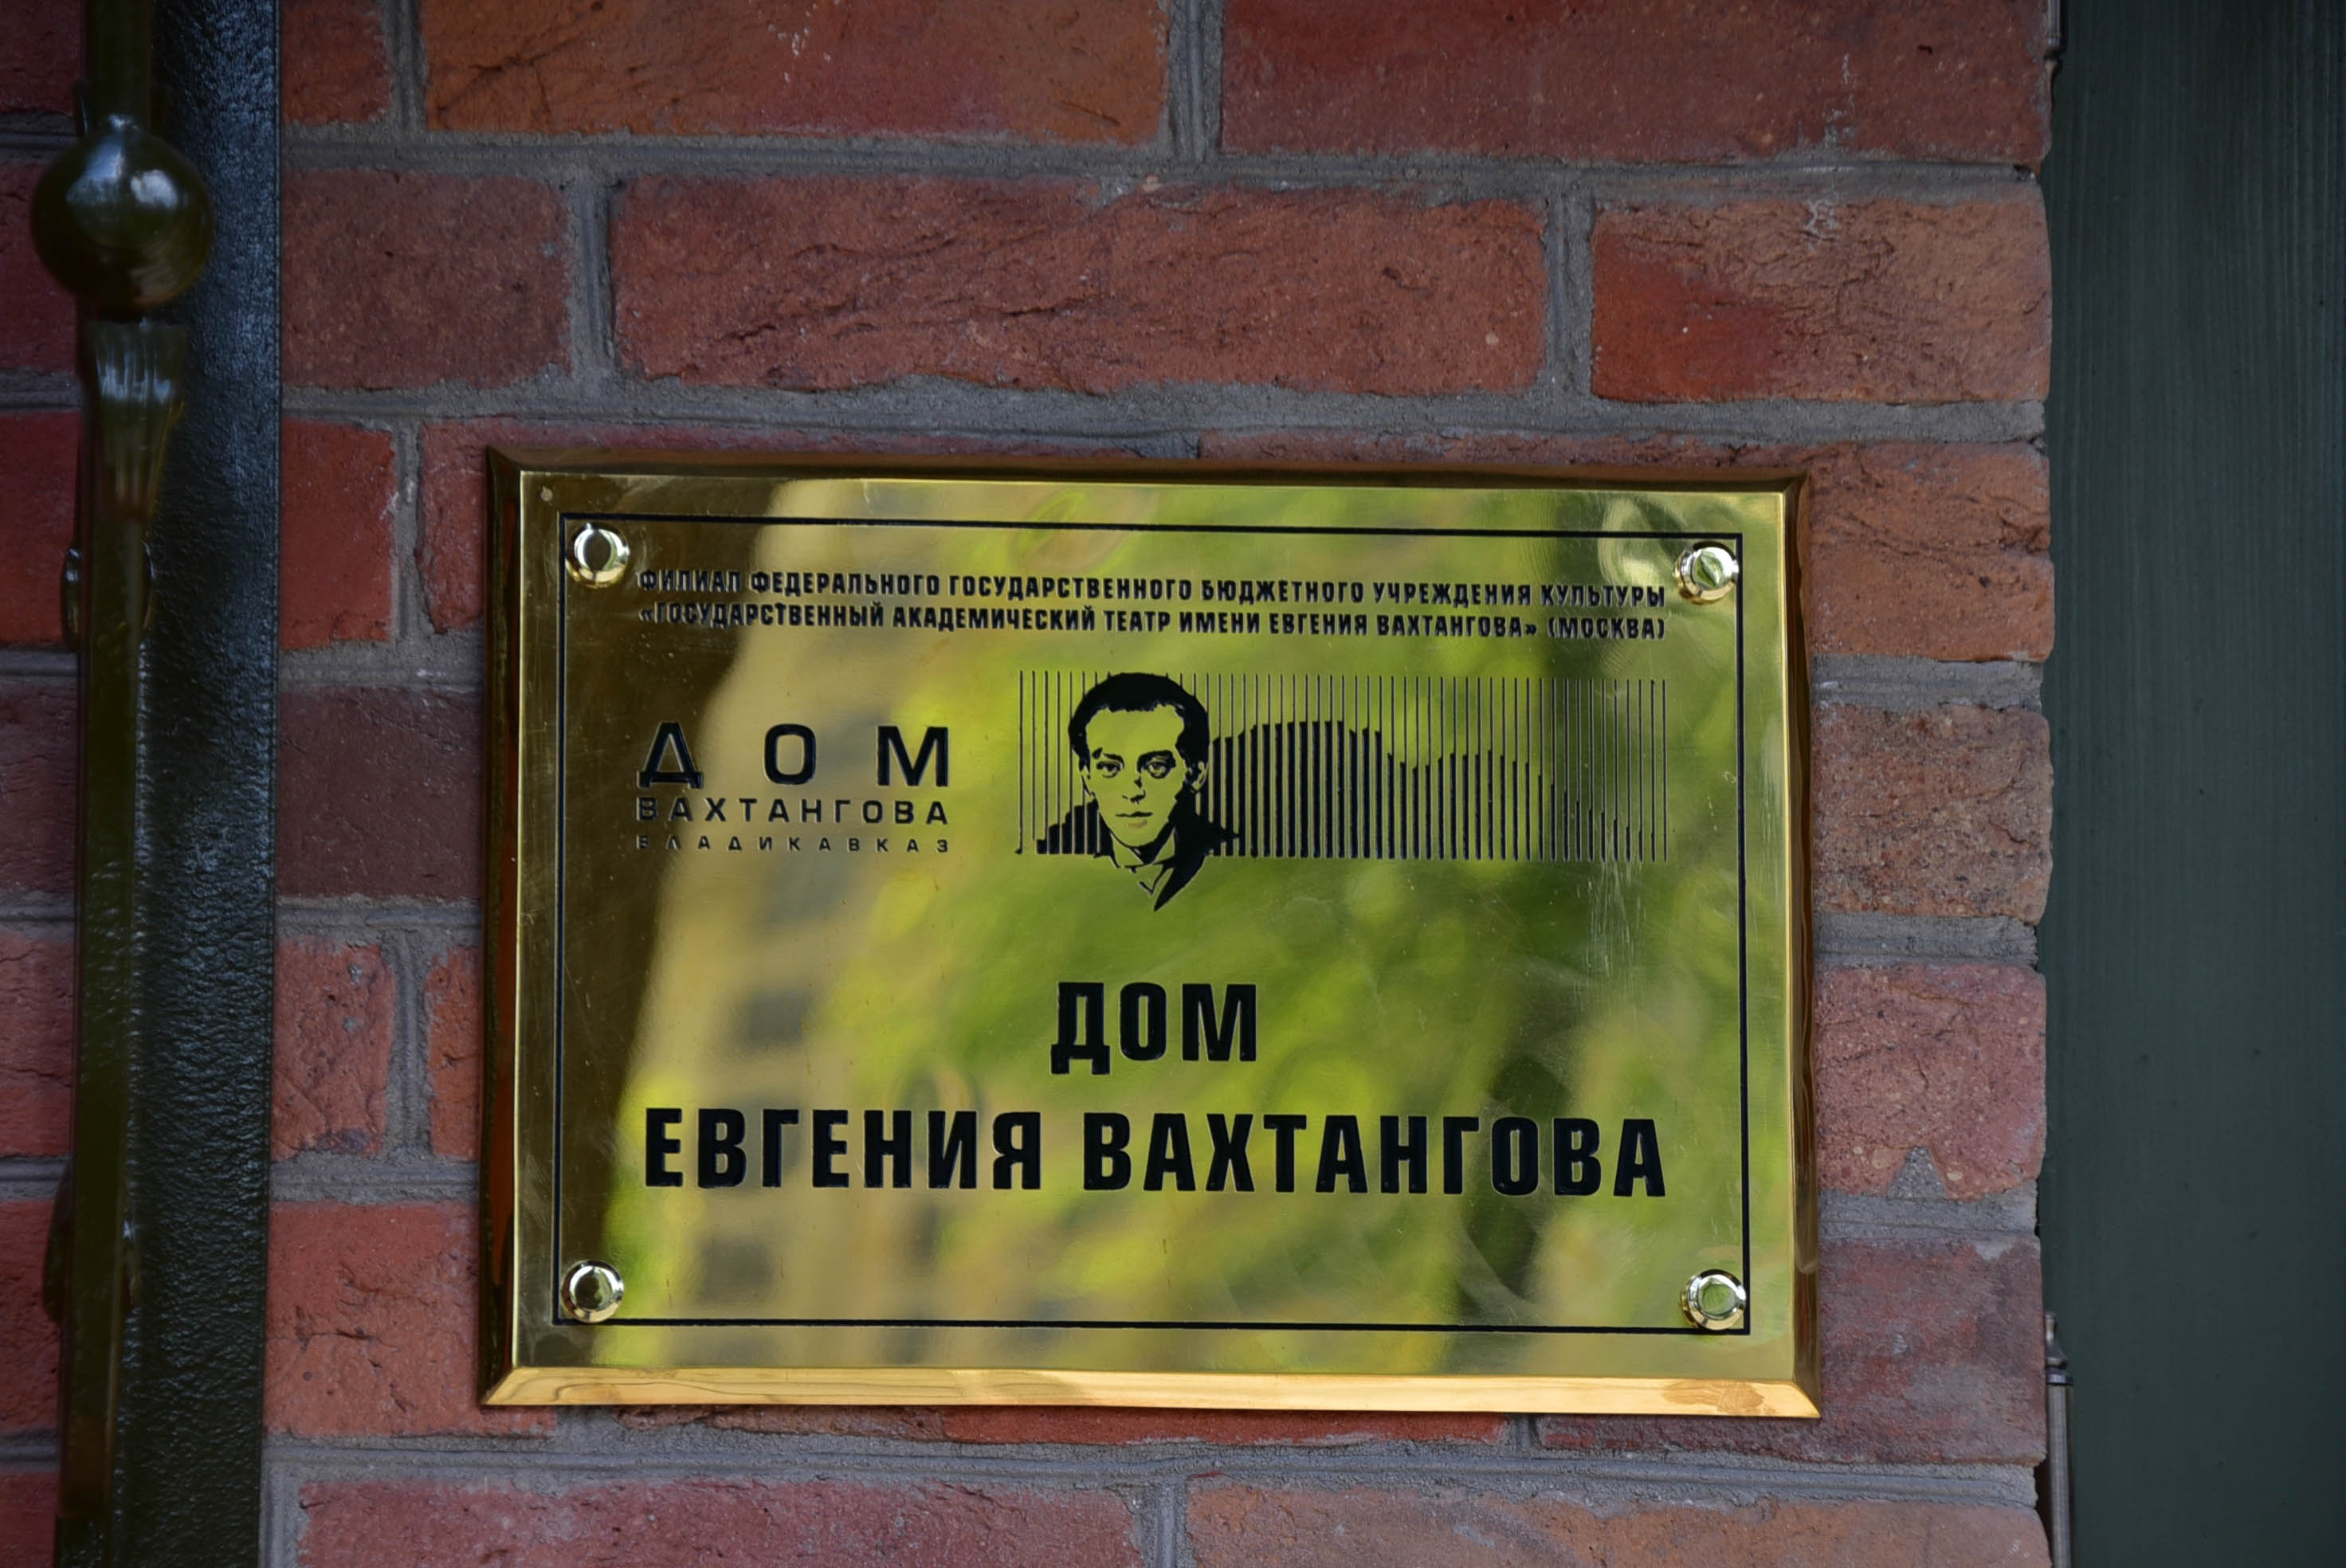 ФИЛИАЛ ФЕДЕРАЛЬНОГО ГОСУДАРСТВЕННОГО БЮДЖЕТНОГО УЧРЕЖДЕНИЯ КУЛЬТУРЫ
«ГОСУДАРСТВЕННЫЙ АКАДЕМИЧЕСКИЙ ТЕАТР ИМЕНИ ЕВГЕНИЯ ВАХТАНГОВА» (МОСКВА)
ДОМ
ВАХТАНГОВА
ВЛАДИКАВКАЗ
ДОМ
ЕВГЕНИЯ ВАХТАНГОВА